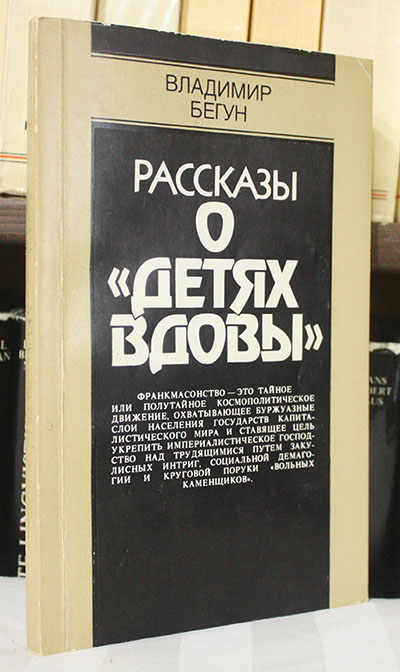 ВЛАДИМИР
БЕГУН
РАССКАЗЫ
О
«ДЕТЯХ
ВДОВЫ»
ФРАНКМАСОНСТВО — ЭТО ТАЙНОЕ
ИЛИ ПОЛУТАЙНОЕ КОСМОПОЛИТИЧЕСКОЕ
ДВИЖЕНИЕ, ОХВАТЫВАЮЩЕЕ БУРЖУАЗНЫЕ
СЛОИ НАСЕЛЕНИЯ ГОСУДАРСТВ КАПИТА-
ЛИСТИЧЕСКОГО МИРА И СТАВЯЩЕЕ ЦЕЛЬ
УКРЕПИТЬ ИМПЕРИАЛИСТИЧЕСКОЕ ГОСПОД-
СТВО НАД ТРУДЯЩИМИСЯ ПУТЕМ ЗАКУ-
ЛИСНЫХ ИНТРИГ, СОЦИАЛЬНОЙ ДЕМАГО-
ГИИ И КРУГОВОЙ ПОРУКИ «ВОЛЬНЫХ
КАМЕНЩИКОВ».